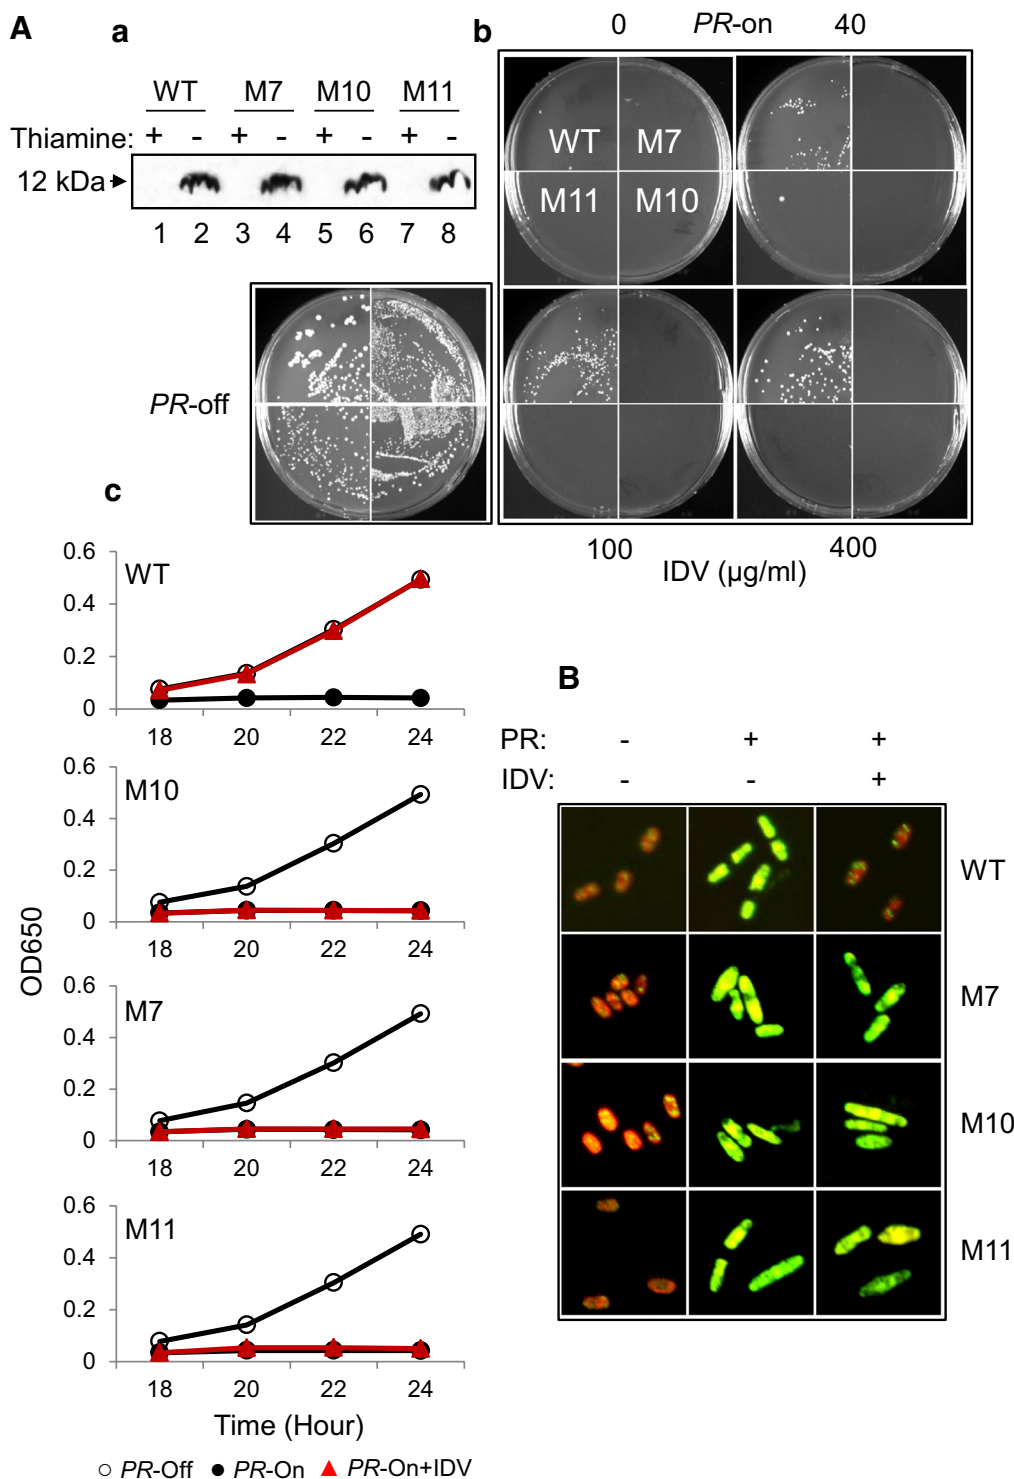 A
a
WT M7 M10 M11
Thiamine: + - + - + - + -
12 kDa
1 2 3 4 5 6 7 8
b
0 PR-on 40
WT M7
M11 M10
100 400
IDV (µg/ml)
PR-off
c
OD650
0.6
WT
0.4
0.2
0
18 20 22 24
0.6
M10
0.4
0.2
0
18 20 22 24
0.6
M7
0.4
0.2
0
18 20 22 24
0.6
M11
0.4
0.2
0
18 20 22 24
Time (Hour)
PR-Off PR-On PR-On+IDV
B
PR: - + +
IDV: - - +
WT
M7
M10
M11